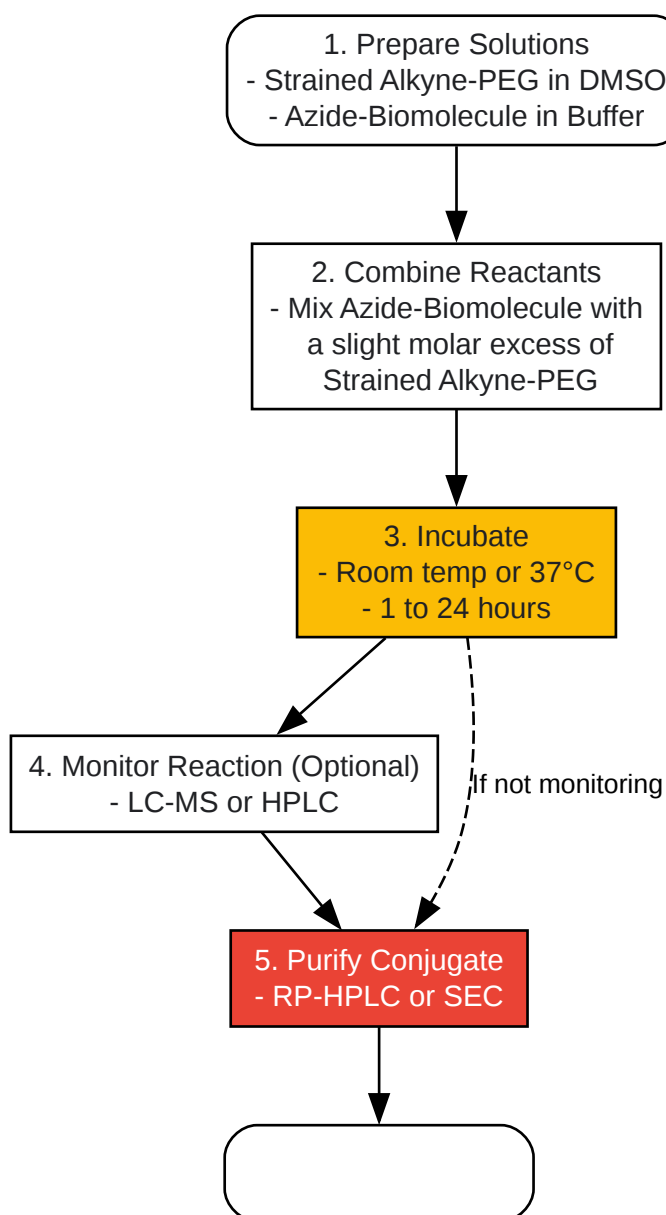 1. Prepare Solutions
- Strained Alkyne-PEG in DMSO
- Azide-Biomolecule in Buffer
2. Combine Reactants
- Mix Azide-Biomolecule with
a slight molar excess of
Strained Alkyne-PEG
3. Incubate
- Room temp or 37°C
- 1 to 24 hours
4. Monitor Reaction (Optional)
- LC-MS or HPLC
If not monitoring
5. Purify Conjugate
- RP-HPLC or SEC